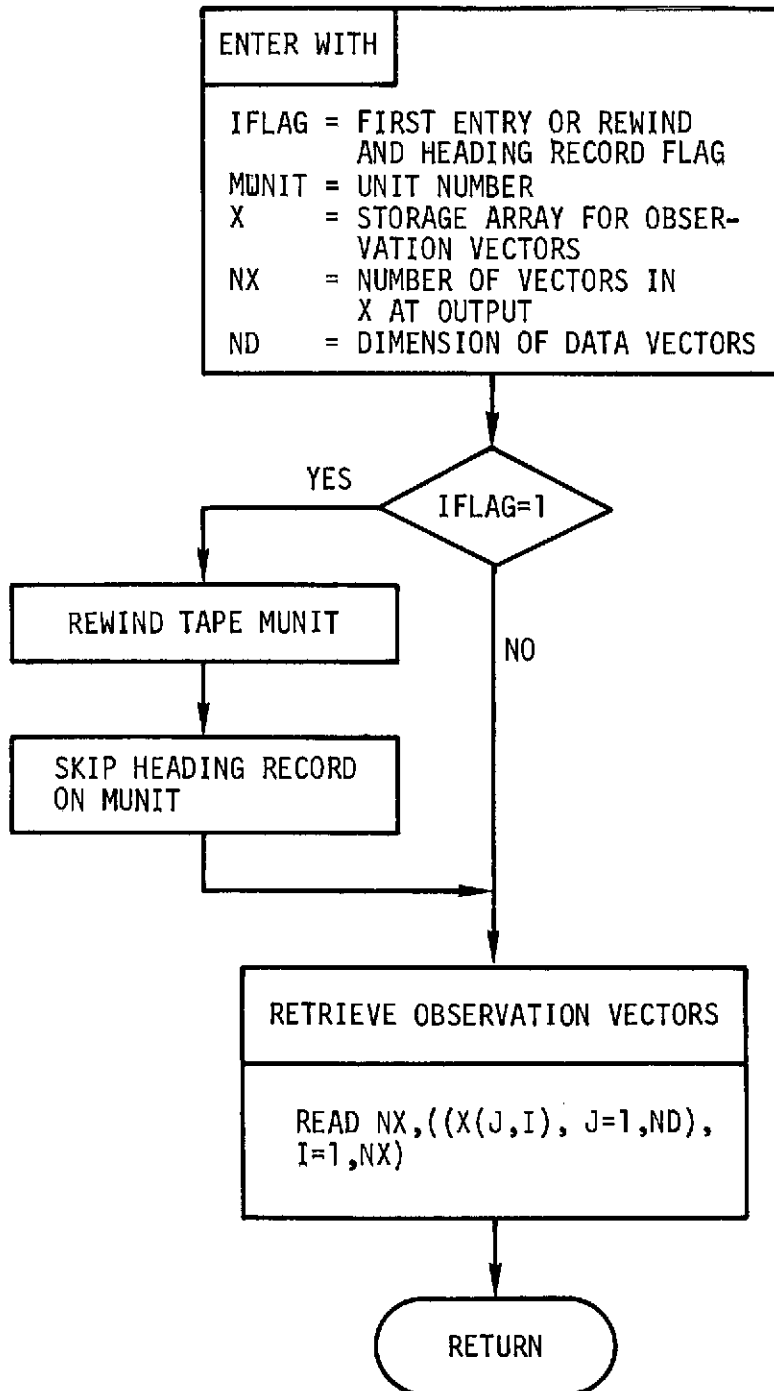 ENTER WITH
IFLAG = FIRST ENTRY OR REWIND
AND HEADING RECORD FLAG
MUNIT = UNIT NUMBER
X = STORAGE ARRAY FOR OBSER-
VATION VECTORS
NX = NUMBER OF VECTORS IN
X AT OUTPUT
ND = DIMENSION OF DATA VECTORS
IFLAG=1
YES
NO
REWIND TAPE MUNIT
SKIP HEADING RECORD
ON MUNIT
RETRIEVE OBSERVATION VECTORS
READ NX,((X(J,I), J=1,ND),
I=1,NX)
RETURN